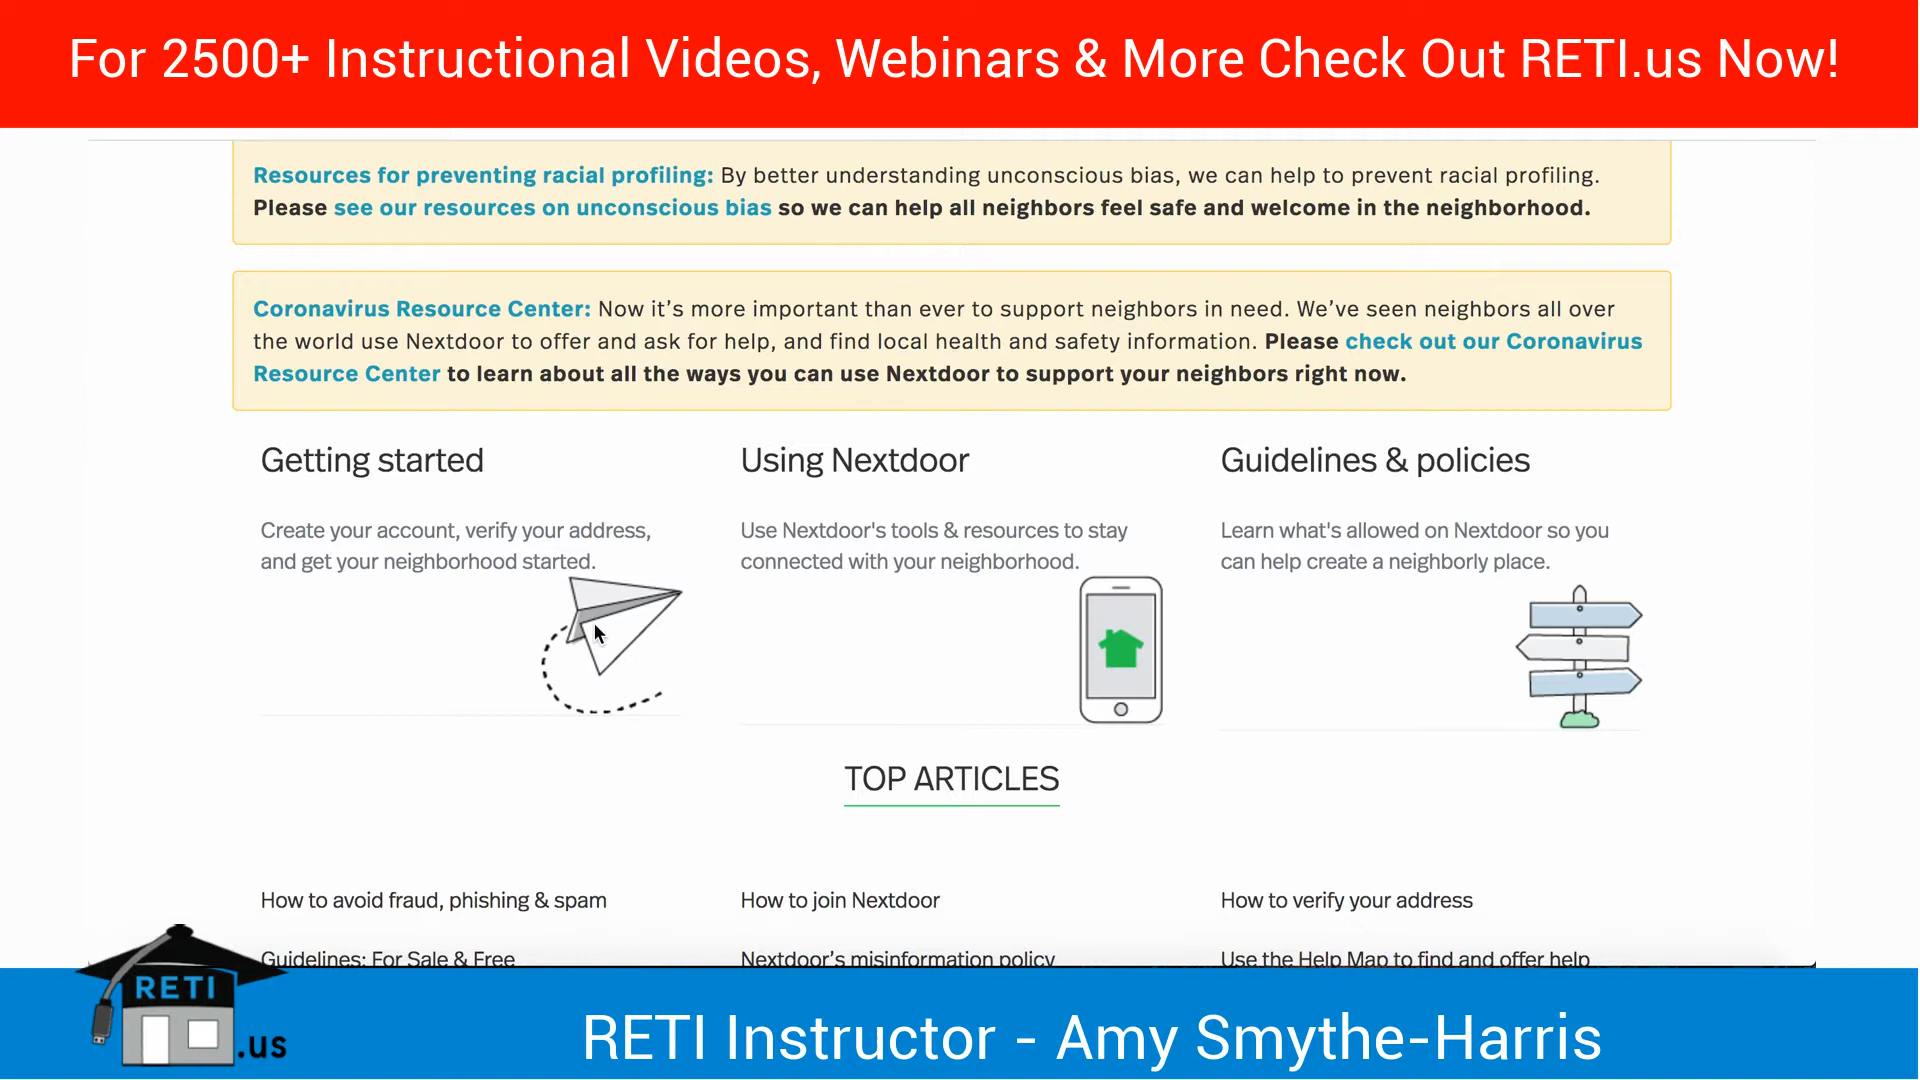 For 2500+ Instructional Videos, Webinars & More Check Out RETI.us Now!
Resources for preventing racial profiling: By better understanding unconscious bias, we can help to prevent racial profiling.
Please see our resources on unconscious bias so we can help all neighbors feel safe and welcome in the neighborhood.
Coronavirus Resource Center: Now it’s more important than ever to support neighbors in need. We’ve seen neighbors all over
the world use Nextdoor to offer and ask for help, and find local health and safety information. Please check out our Coronavirus
Resource Center to learn about all the ways you can use Nextdoor to support your neighbors right now.
Getting started
Create your account, verify your address,
and get your neighborhood started.
Using Nextdoor
Use Nextdoor's tools & resources to stay
connected with your neighborhood.
Guidelines & policies
Learn what's allowed on Nextdoor so you
can help create a neighborly place.
TOP ARTICLES
How to avoid fraud, phishing & spam
How to join Nextdoor
How to verify your address
Guidelines: For Sale & Free
Nextdoor’s misinformation policy
Use the Help Map to find and offer help
RETI
.us
RETI Instructor - Amy Smythe-Harris